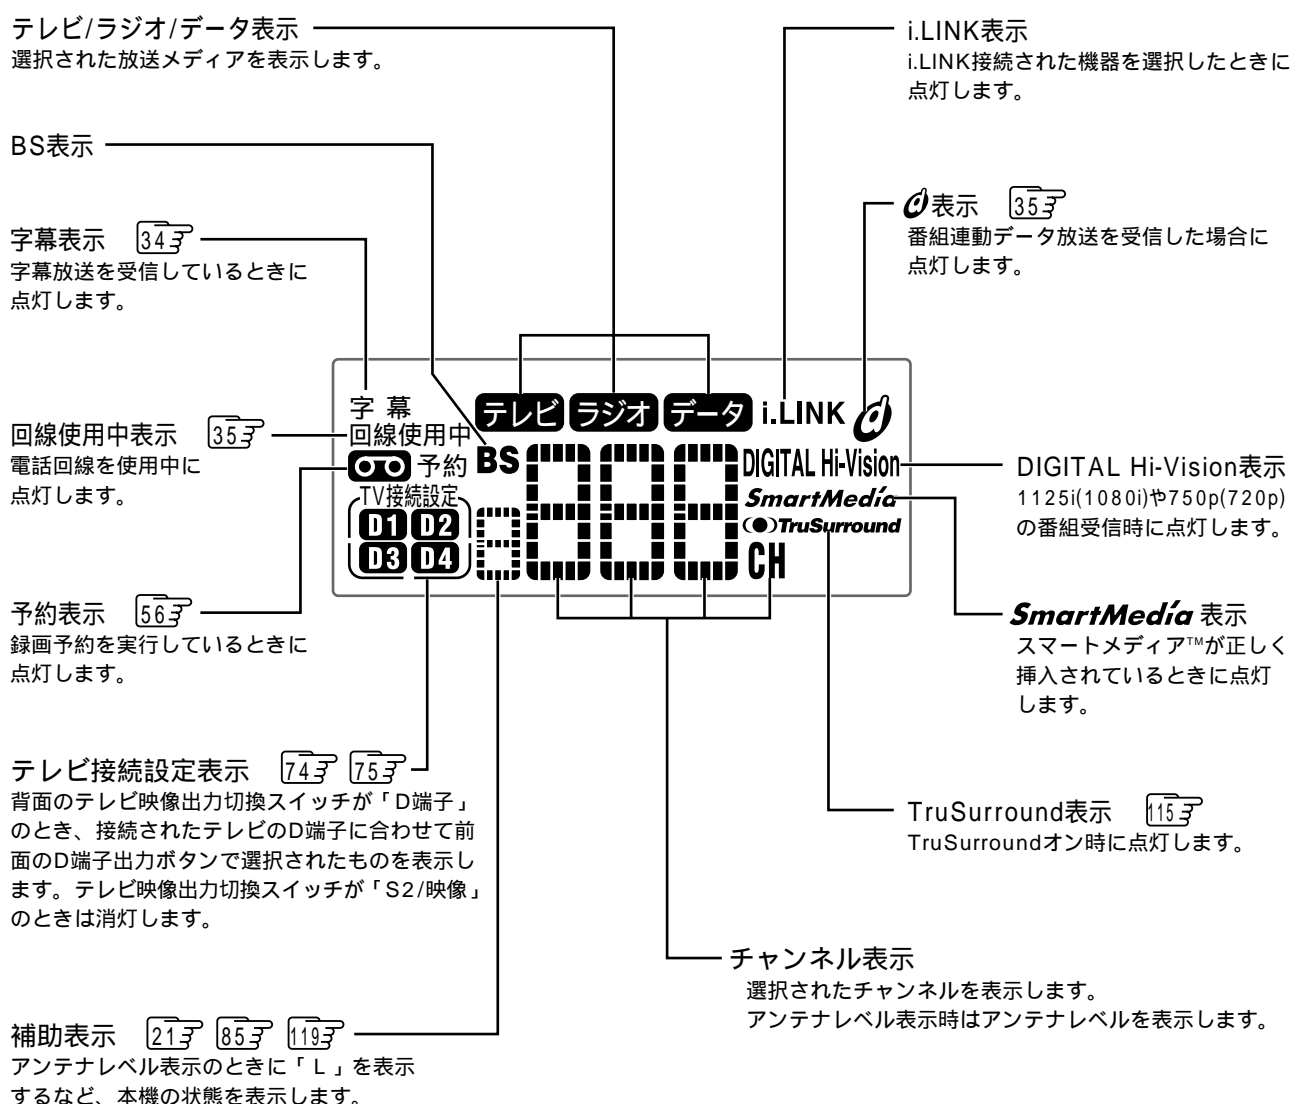 テレビ/ラジオ/データ表示
選択された放送メディアを表示します。
BS表示
字幕表示 34
字幕放送を受信しているときに
点灯します。
回線使用中表示 35
電話回線を使用中に
点灯します。
予約表示 56
録画予約を実行しているときに
点灯します。
テレビ接続設定表示 74 75
背面のテレビ映像出力切換スイッチが「D端子」
のとき、接続されたテレビのD端子に合わせて前
面のD端子出力ボタンで選択されたものを表示し
ます。テレビ映像出力切換スイッチが「S2/映像」
のときは消灯します。
補助表示 21 85 119
アンテナレベル表示のときに「L」を表示
するなど、本機の状態を表示します。
字幕
回線使用中
予約
TV接続設定
D1 D2
D3 D4
テレビ ラジオ データ i.LINK d
BS 8 888 CH
DIGITAL Hi-Vision
SmartMedia
TruSurround
i.LINK表示
i.LINK接続された機器を選択したときに
点灯します。
d表示 35
番組連動データ放送を受信した場合に
点灯します。
DIGITAL Hi-Vision表示
1125i(1080i)や750p(720p)
の番組受信時に点灯します。
SmartMedia 表示
スマートメディア™が正しく
挿入されているときに点灯
します。
TruSurround表示 115
TruSurroundオン時に点灯します。
チャンネル表示
選択されたチャンネルを表示します。
アンテナレベル表示時はアンテナレベルを表示します。